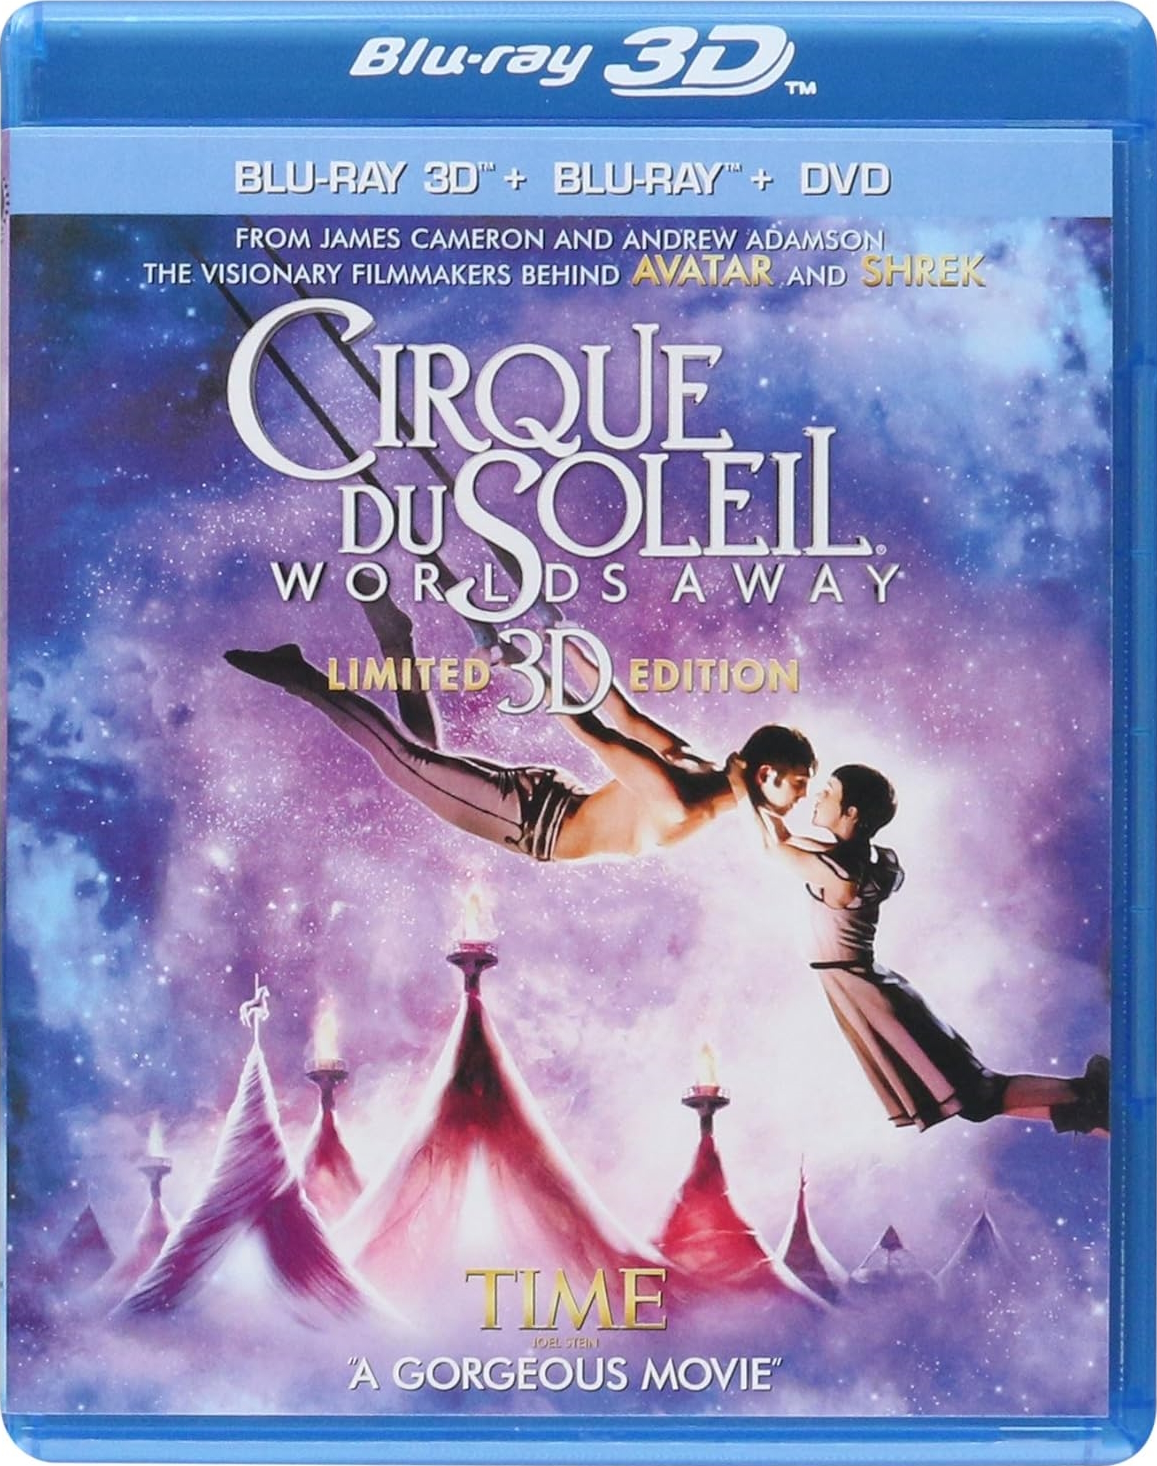 Blu-ray 3D™
BLU-RAY 3D™ + BLU-RAY™ + DVD
FROM JAMES CAMERON AND ANDREW ADAMSON
THE VISIONARY FILMMAKERS BEHIND AVATAR AND SHREK
CIRQUE
DU SOLEIL®
WORLDS AWAY
LIMITED 3D EDITION
TIME
JOEL STEIN
"A GORGEOUS MOVIE"